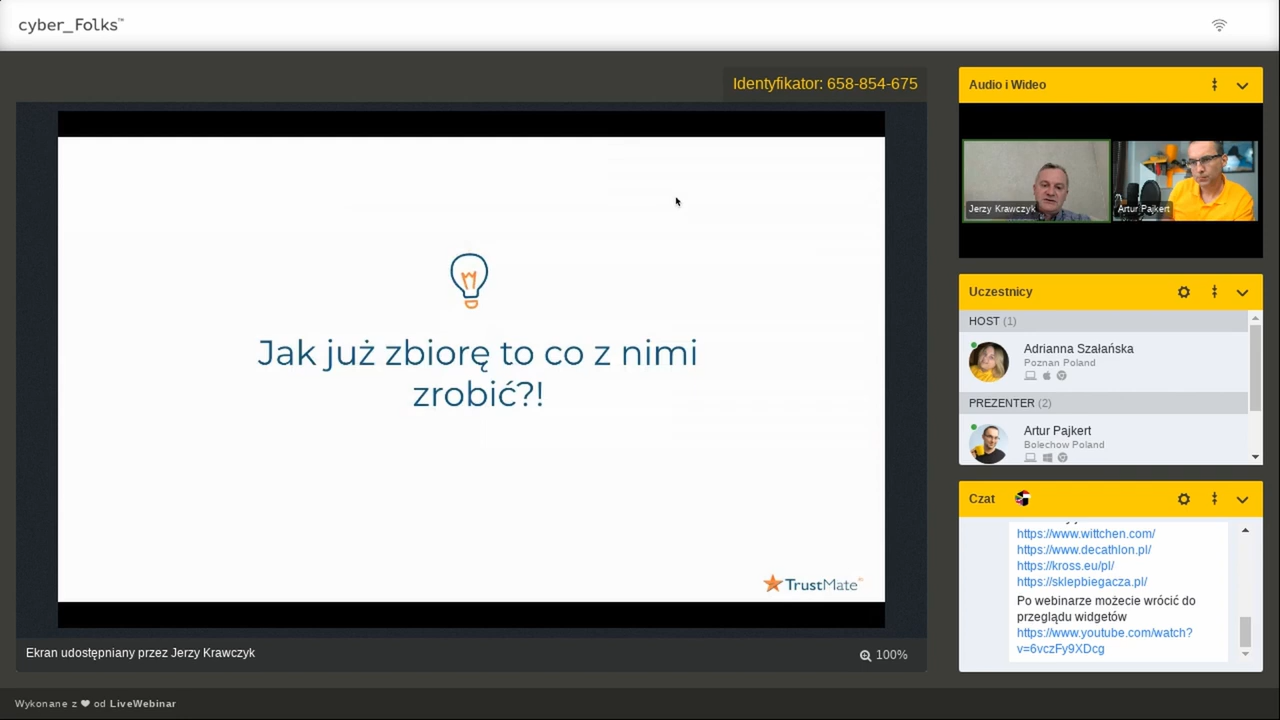 cyber_Folks™
Identyfikator: 658-854-675
Jak już zbiorę to co z nimi
zrobić?!
TrustMate
Ekran udostępniany przez Jerzy Krawczyk
100%
Audio i Wideo
Jerzy Krawczyk
Artur Pajkert
Uczestnicy
HOST (1)
Adrianna Szałańska
Poznan Poland
PREZENTER (2)
Artur Pajkert
Bolechow Poland
Czat
https://www.wittchen.com/
https://www.decathlon.pl/
https://kross.eu/pl/
https://sklepbiegacza.pl/
Po webinarze możecie wrócić do
przeglądu widgetów
https://www.youtube.com/watch?
v=6vczFy9XDcg
Wykonane z ❤ od LiveWebinar